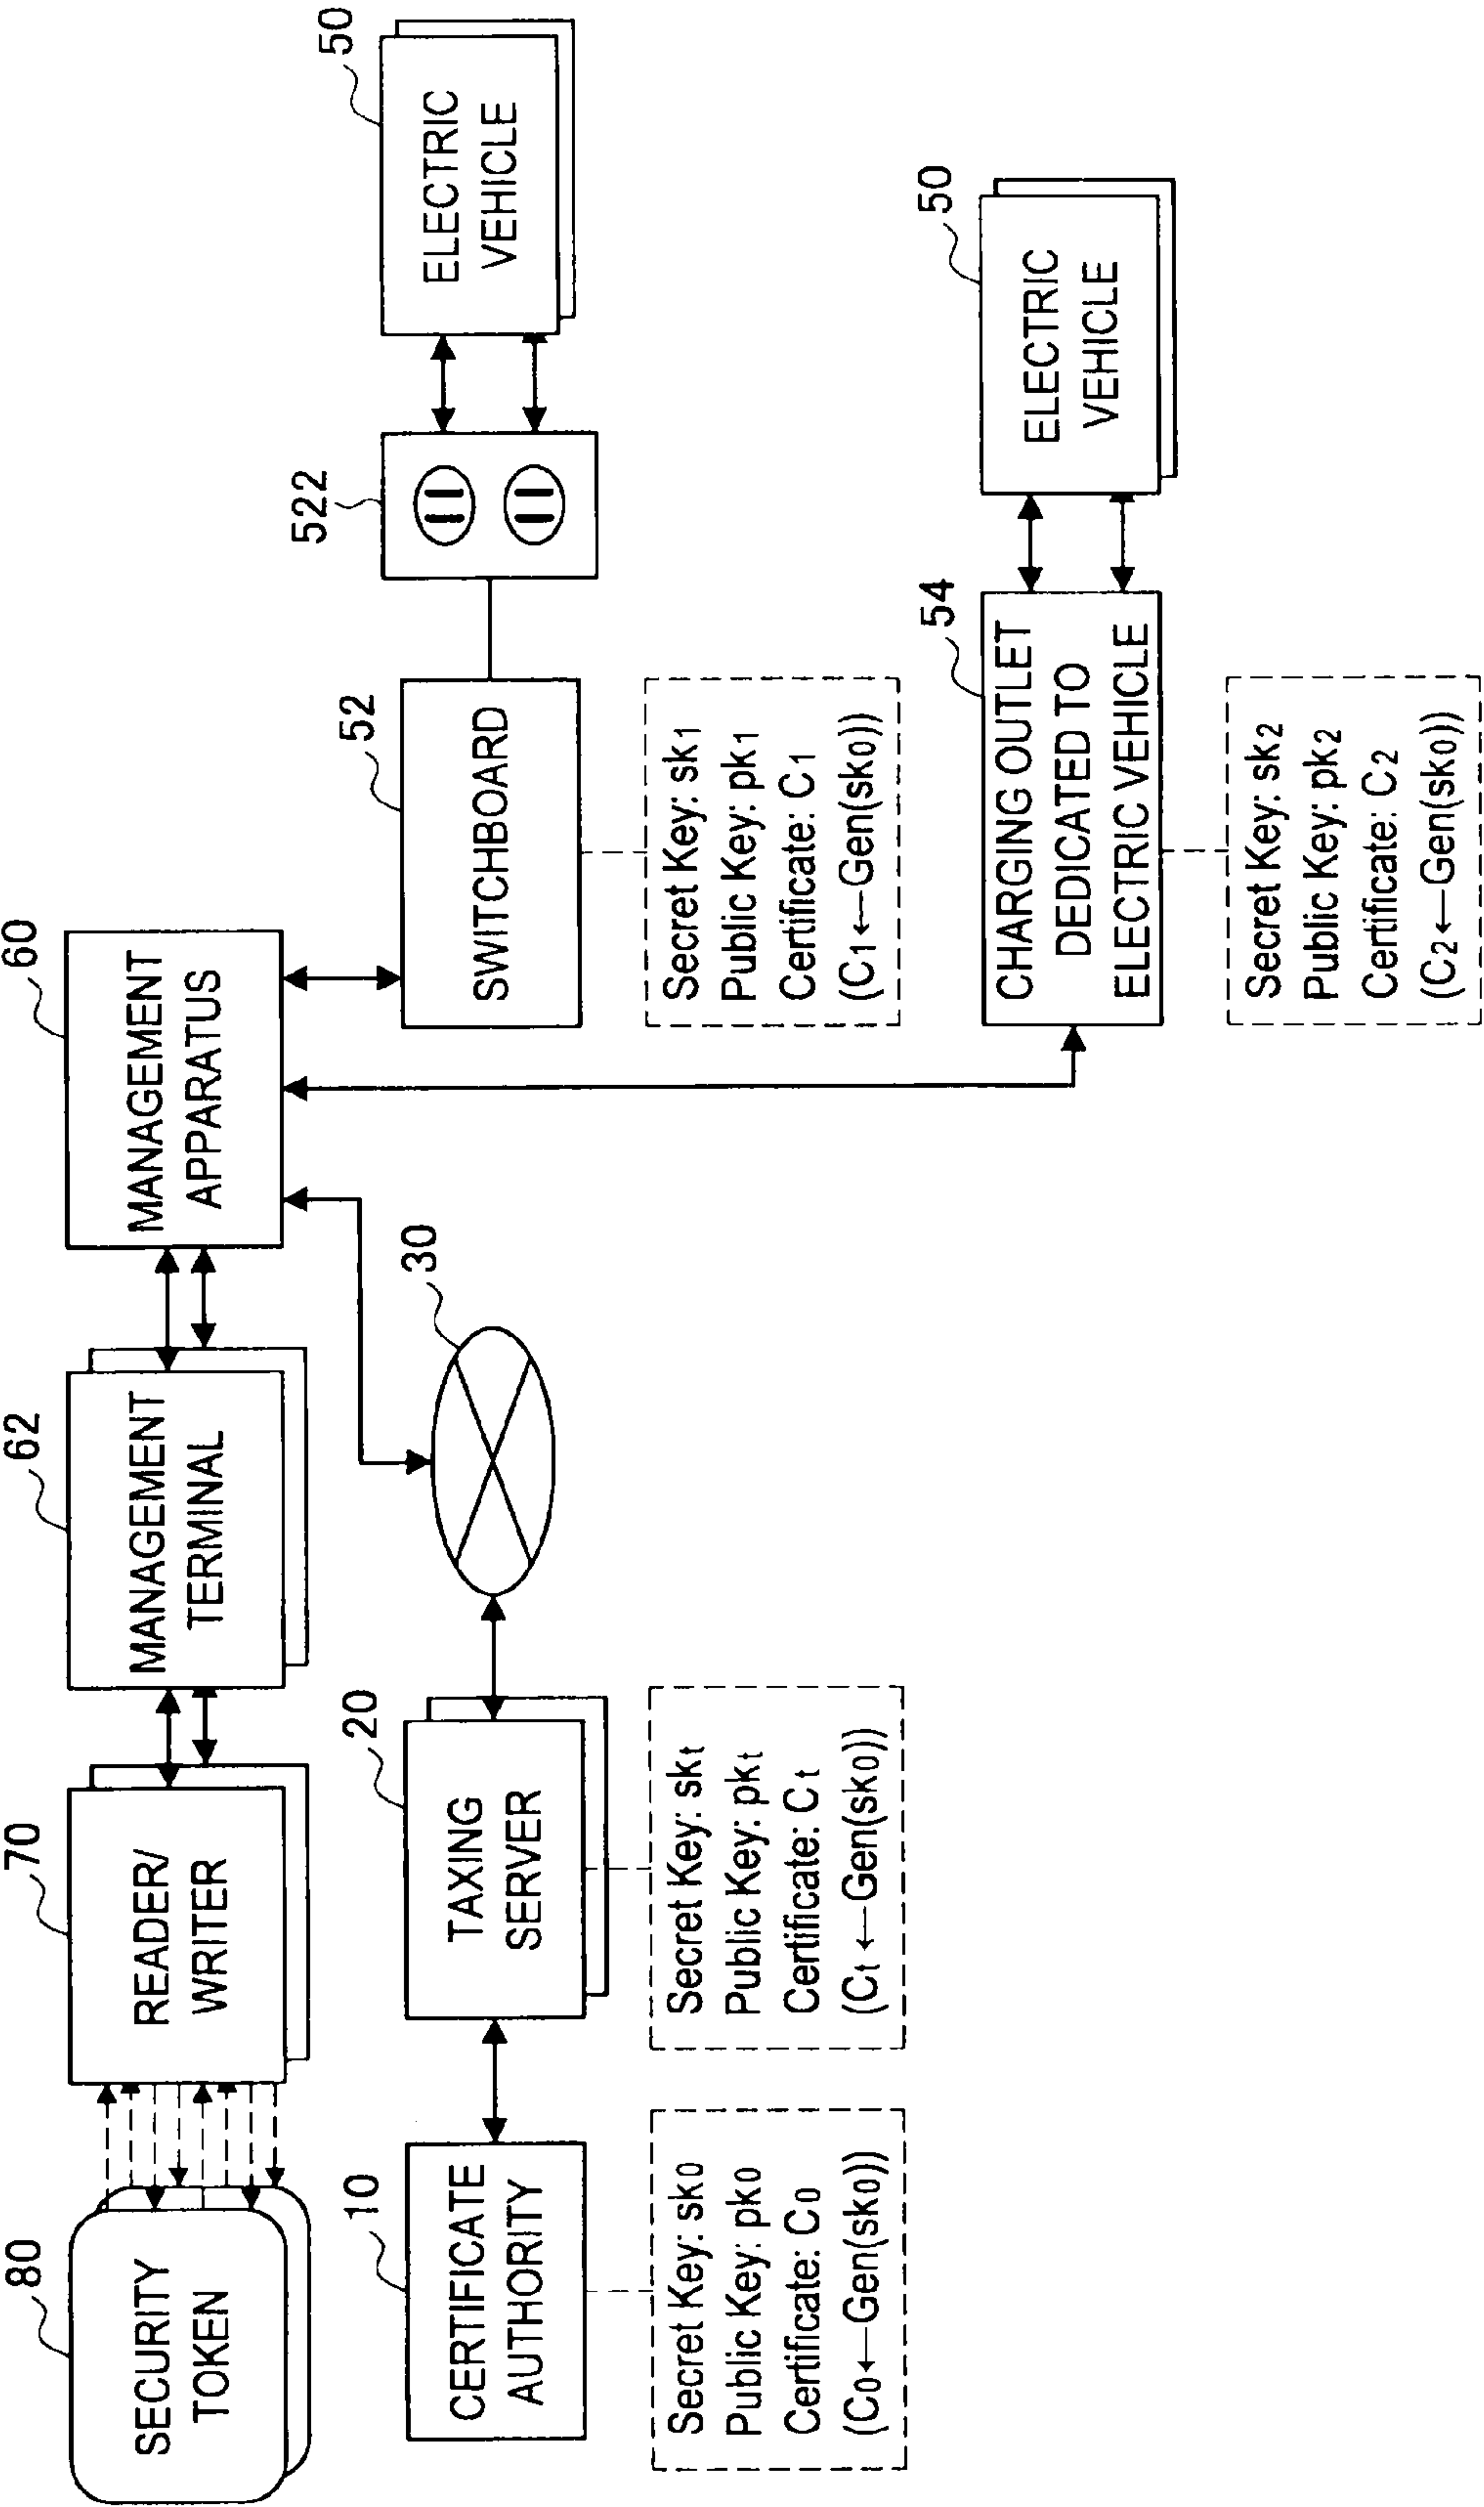 80
SECURITY
TOKEN
70
READER/
WRITER
62
MANAGEMENT
TERMINAL
60
MANAGEMENT
APPARATUS
10
CERTIFICATE
AUTHORITY
Secret Key: sk₀
Public Key: pk₀
Certificate: C₀
(C₀←Gen(sk₀))
20
TAXING
SERVER
Secret Key: skₜ
Public Key: pkₜ
Certificate: Cₜ
(Cₜ←Gen(sk₀))
30
52
SWITCHBOARD
Secret Key: sk₁
Public Key: pk₁
Certificate: C₁
(C₁←Gen(sk₀))
522
50
ELECTRIC
VEHICLE
54
CHARGING OUTLET
DEDICATED TO
ELECTRIC VEHICLE
Secret Key: sk₂
Public Key: pk₂
Certificate: C₂
(C₂←Gen(sk₀))
50
ELECTRIC
VEHICLE